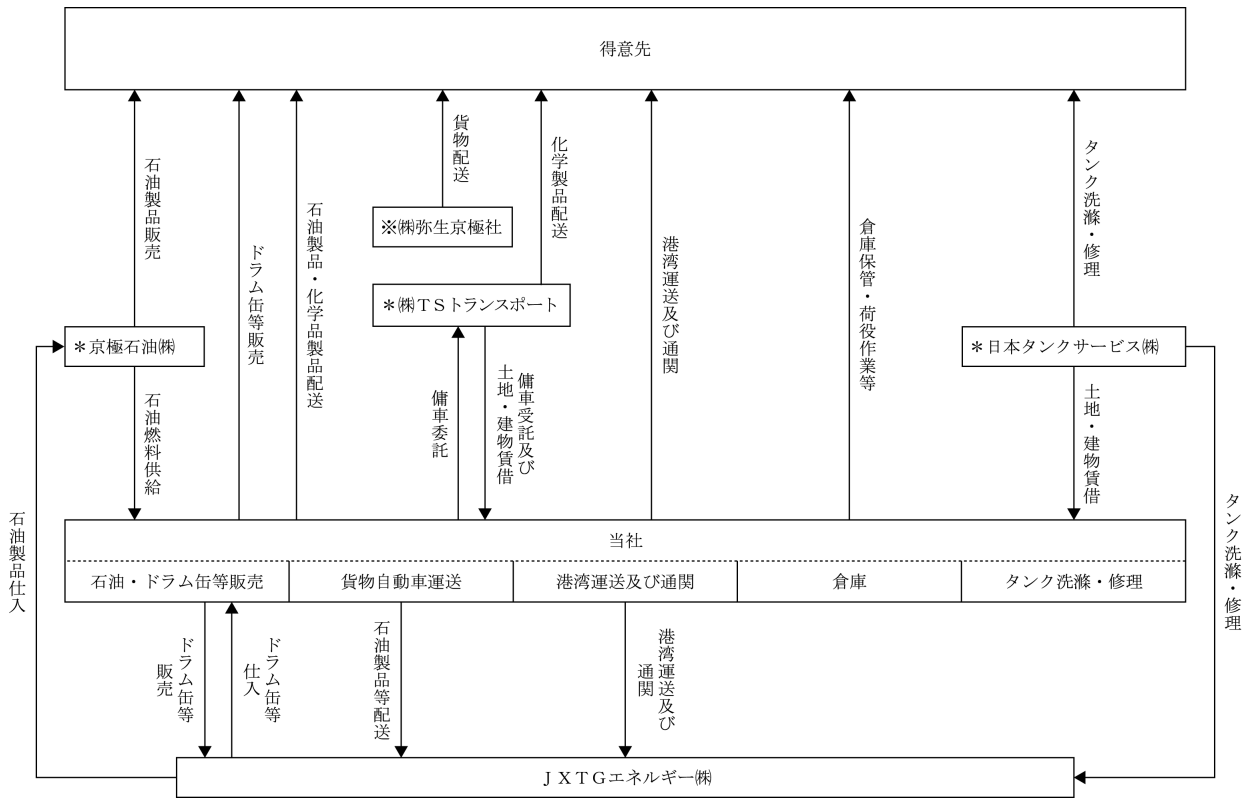 得意先
石油製品販売
ドラム缶等販売
石油製品・化学品製品配送
貨物配送
化学製品配送
港湾運送及び通関
倉庫保管・荷役作業等
タンク洗滌・修理
※㈱弥生京極社
＊㈱ＴＳトランスポート
＊京極石油㈱
＊日本タンクサービス㈱
石油燃料供給
傭車委託
傭車受託及び
土地・建物賃借
土地・建物賃借
石油製品仕入
タンク洗滌・修理
当社
石油・ドラム缶等販売
貨物自動車運送
港湾運送及び通関
倉庫
タンク洗滌・修理
ドラム缶等
販売
ドラム缶等
仕入
石油製品等配送
港湾運送及び
通関
ＪＸＴＧエネルギー㈱